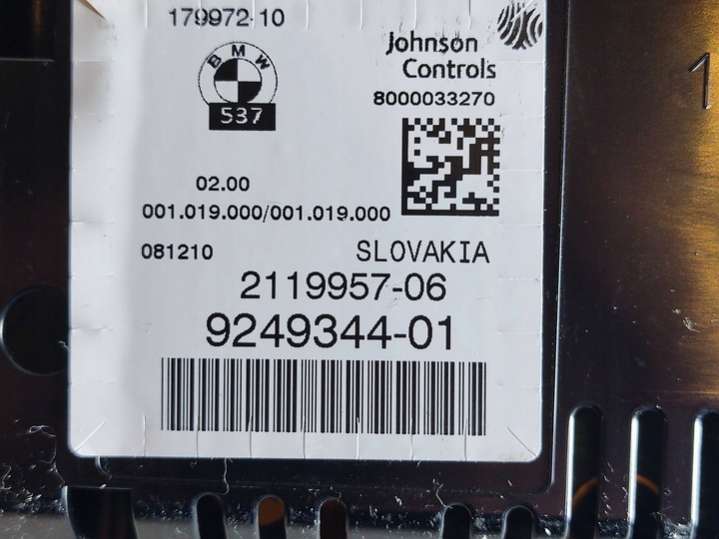 179972-10
BMW
537
Johnson
Controls
8000033270
02.00
001.019.000/001.019.000
081210
SLOVAKIA
2119957-06
9249344-01
1